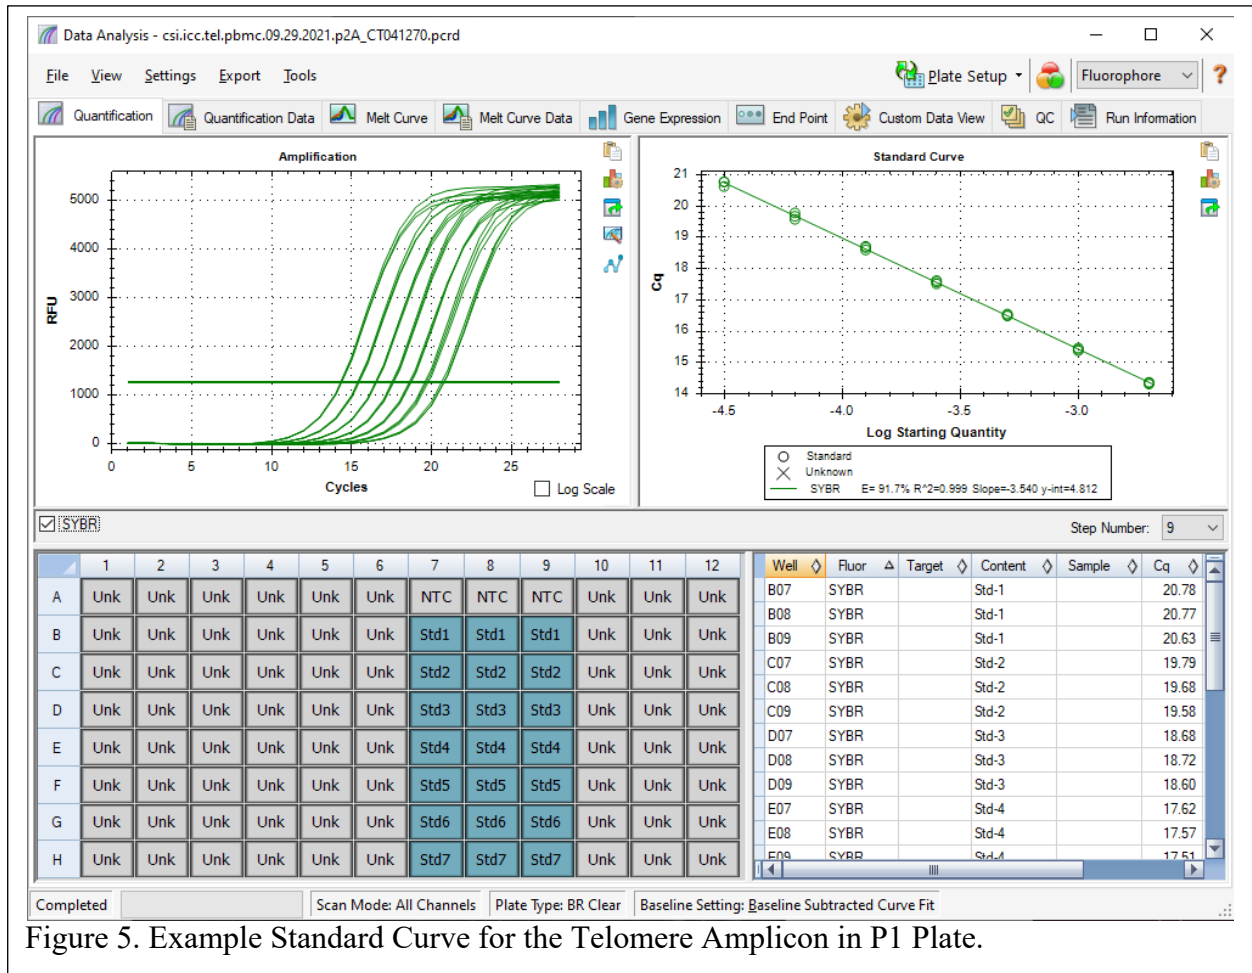 Data Analysis - csi.icc.tel.pbmc.09.29.2021.p2A_CT041270.pcrd
File View Settings Export Tools Plate Setup Fluorophore ?
Quantification Quantification Data Melt Curve Melt Curve Data Gene Expression End Point Custom Data View QC Run Information
Amplification
5000
4000
3000
2000
1000
0
RFU
0 5 10 15 20 25
Cycles
Log Scale
Standard Curve
21
20
19
18
17
16
15
14
Cq
-4.5 -4.0 -3.5 -3.0
Log Starting Quantity
Standard
Unknown
SYBR E= 91.7% R^2=0.999 Slope=-3.540 y-int=4.812
SYBR Step Number: 9
1 2 3 4 5 6 7 8 9 10 11 12
A Unk Unk Unk Unk Unk Unk NTC NTC NTC Unk Unk Unk
B Unk Unk Unk Unk Unk Unk Std1 Std1 Std1 Unk Unk Unk
C Unk Unk Unk Unk Unk Unk Std2 Std2 Std2 Unk Unk Unk
D Unk Unk Unk Unk Unk Unk Std3 Std3 Std3 Unk Unk Unk
E Unk Unk Unk Unk Unk Unk Std4 Std4 Std4 Unk Unk Unk
F Unk Unk Unk Unk Unk Unk Std5 Std5 Std5 Unk Unk Unk
G Unk Unk Unk Unk Unk Unk Std6 Std6 Std6 Unk Unk Unk
H Unk Unk Unk Unk Unk Unk Std7 Std7 Std7 Unk Unk Unk
Well Fluor Target Content Sample Cq
B07 SYBR Std-1 20.78
B08 SYBR Std-1 20.77
B09 SYBR Std-1 20.63
C07 SYBR Std-2 19.79
C08 SYBR Std-2 19.68
C09 SYBR Std-2 19.58
D07 SYBR Std-3 18.68
D08 SYBR Std-3 18.72
D09 SYBR Std-3 18.60
E07 SYBR Std-4 17.62
E08 SYBR Std-4 17.57
E09 SYBR Std-4 17.51
Completed Scan Mode: All Channels Plate Type: BR Clear Baseline Setting: Baseline Subtracted Curve Fit
Figure 5. Example Standard Curve for the Telomere Amplicon in P1 Plate.